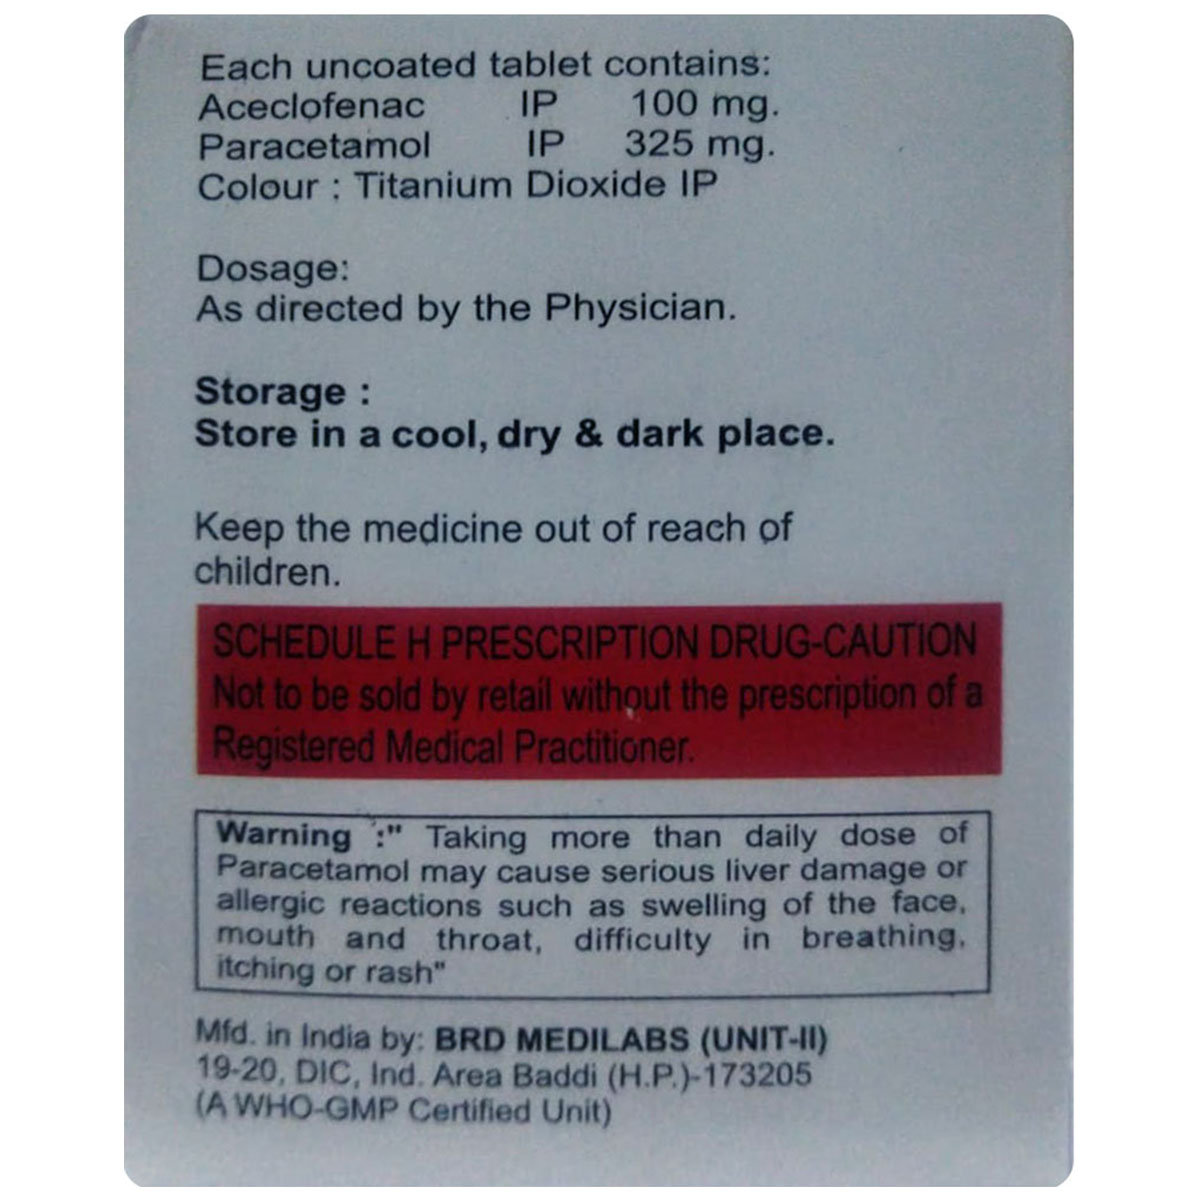 Each uncoated tablet contains:
Aceclofenac IP 100 mg.
Paracetamol IP 325 mg.
Colour : Titanium Dioxide IP
Dosage:
As directed by the Physician.
Storage :
Store in a cool, dry & dark place.
Keep the medicine out of reach of
children.
SCHEDULE H PRESCRIPTION DRUG-CAUTION
Not to be sold by retail without the prescription of a
Registered Medical Practitioner.
Warning :" Taking more than daily dose of
Paracetamol may cause serious liver damage or
allergic reactions such as swelling of the face,
mouth and throat, difficulty in breathing,
itching or rash"
Mfd. in India by: BRD MEDILABS (UNIT-II)
19-20, DIC, Ind. Area Baddi (H.P.)-173205
(A WHO-GMP Certified Unit)